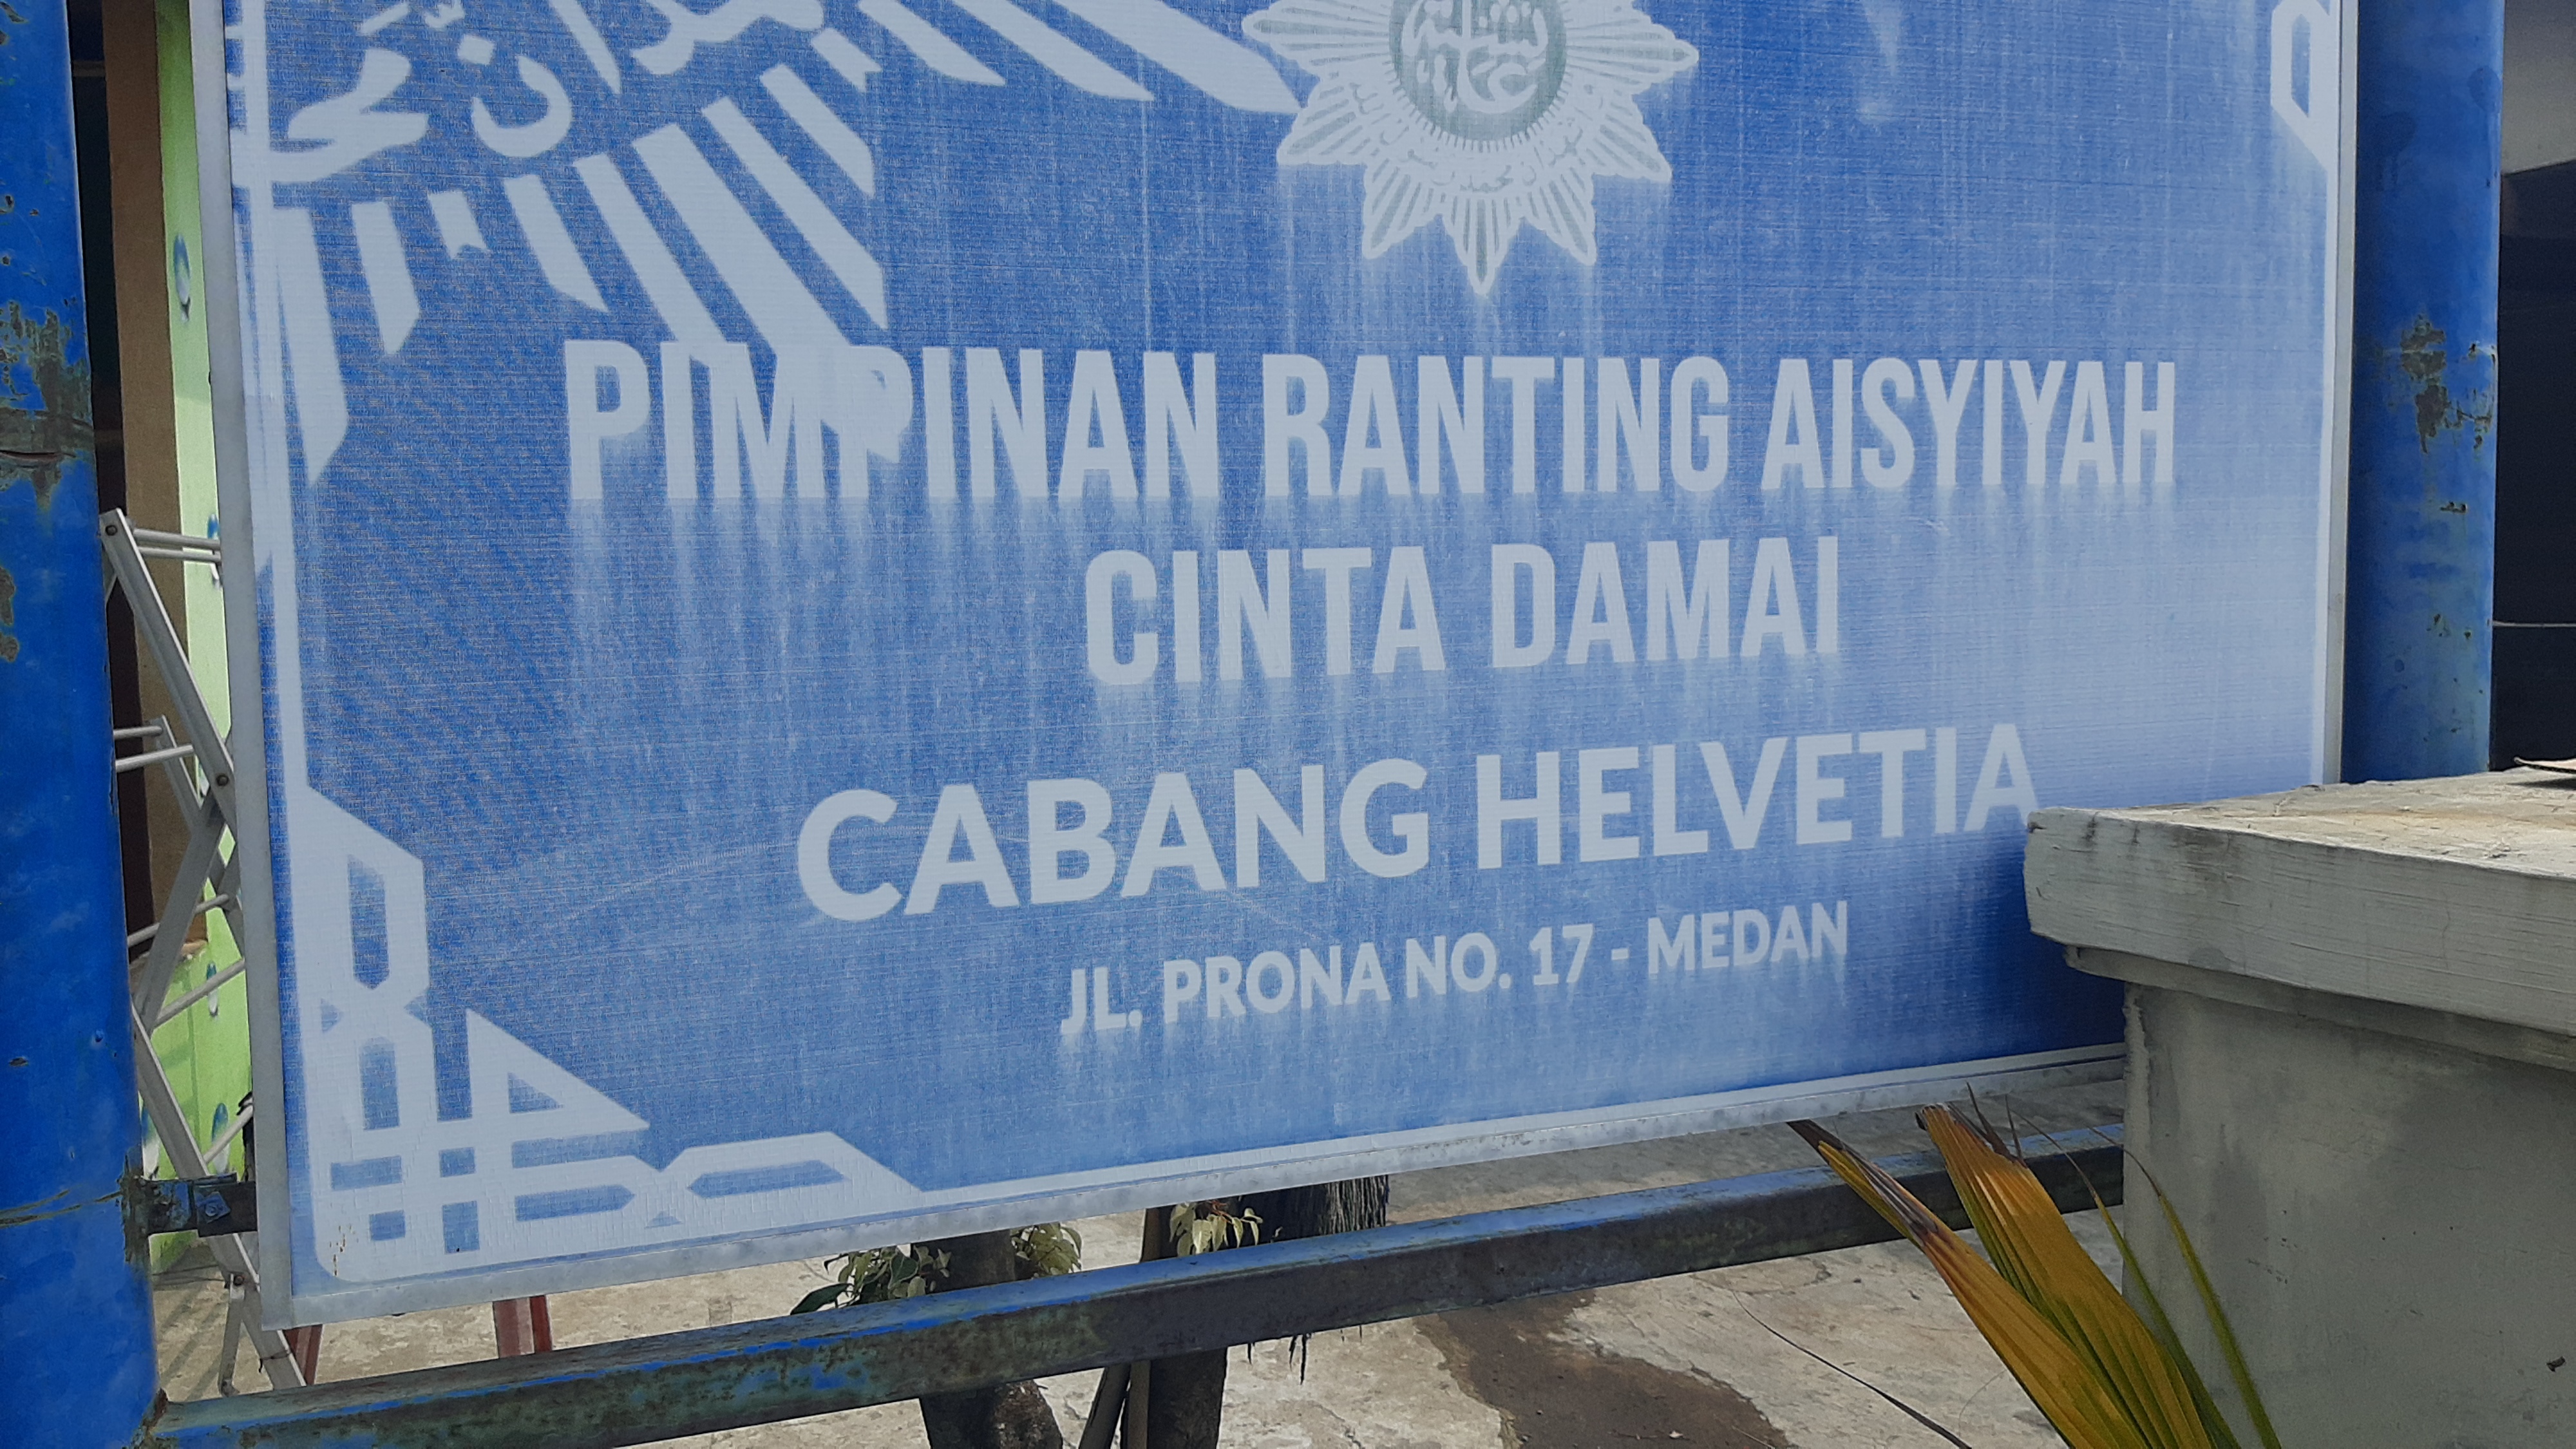 PIMPINAN RANTING AISYIYAH
CINTA DAMAI
CABANG HELVETIA
JL. PRONA NO. 17 - MEDAN